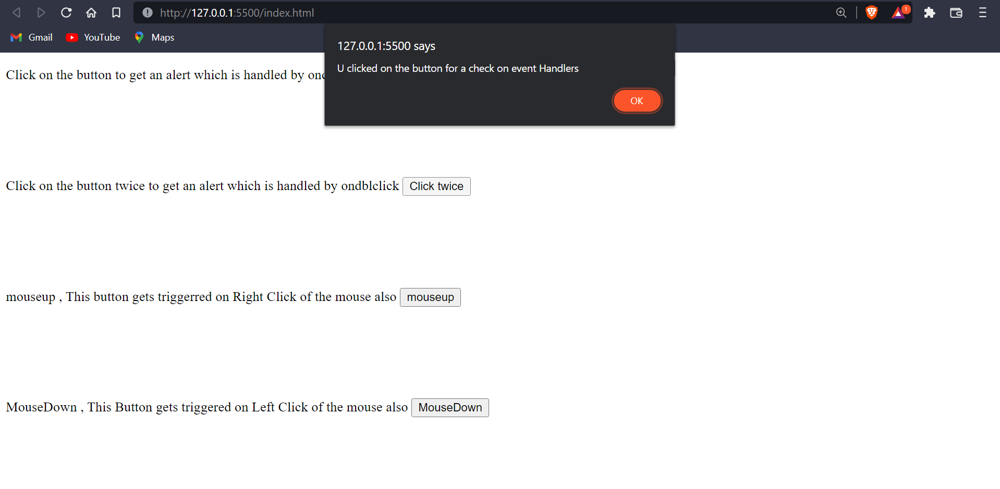 http://127.0.0.1:5500/index.html
1
Gmail YouTube Maps
127.0.0.1:5500 says
U clicked on the button for a check on event Handlers
OK
Click on the button to get an alert which is handled by
Click on the button twice to get an alert which is handled by ondblclick Click twice
mouseup , This button gets triggerred on Right Click of the mouse also mouseup
MouseDown , This Button gets triggered on Left Click of the mouse also MouseDown